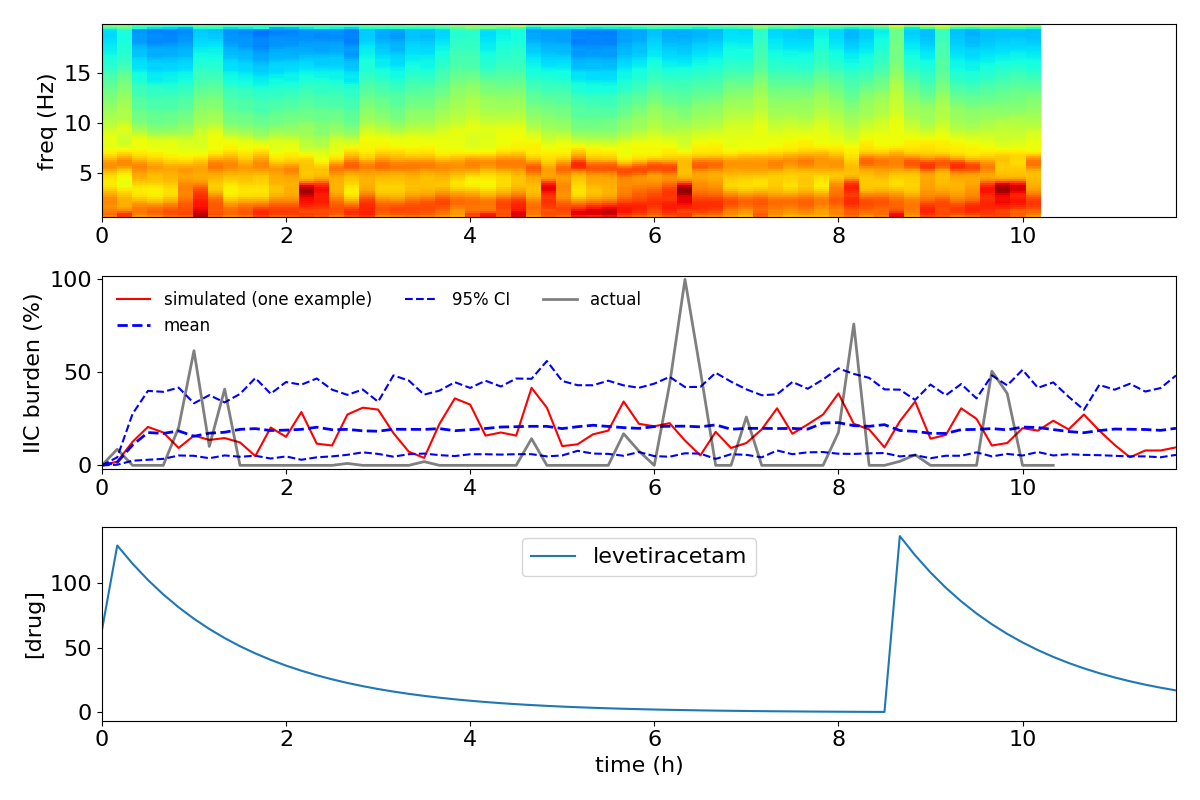 freq (Hz)
15
10
5
0 2 4 6 8 10
IIC burden (%)
100
50
0
simulated (one example) 95% CI actual
mean
0 2 4 6 8 10
[drug]
100
50
0
levetiracetam
0 2 4 6 8 10
time (h)